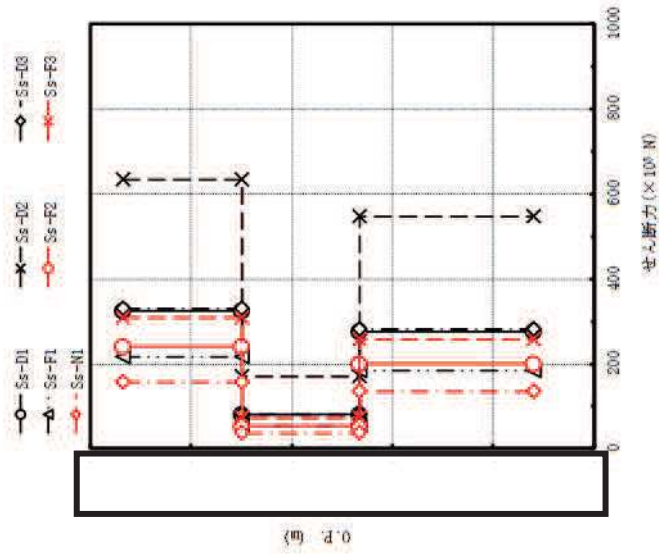 Ss-D1 Ss-D2 Ss-D3
Ss-F1 Ss-F2 Ss-F3
Ss-N1
0 200 400 600 800 1000
せん断力(×10³ N)
O.P. (m)